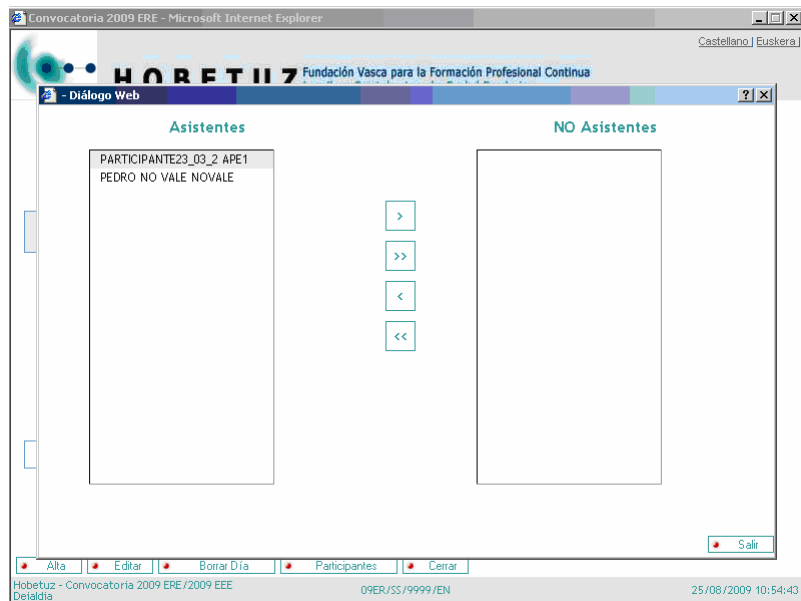 Convocatoria 2009 ERE - Microsoft Internet Explorer
Castellano | Euskera |
HOBETUZ Fundación Vasca para la Formación Profesional Continua
- Diálogo Web
Asistentes
NO Asistentes
PARTICIPANTE23_03_2 APE1
PEDRO NO VALE NOVALE
>
>>
<
<<
Salir
Alta Editar Borrar Día Participantes Cerrar
Hobetuz - Convocatoria 2009 ERE/2009 EEE
Deialdia
09ER/SS/9999/EN
25/08/2009 10:54:43